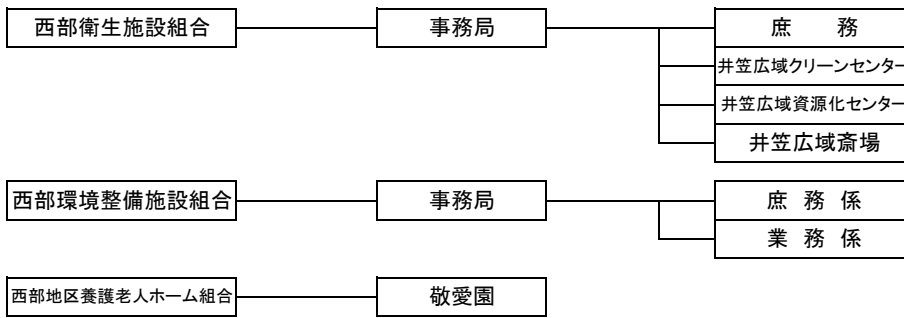 西部衛生施設組合
事務局
庶　務
井笠広域クリーンセンター
井笠広域資源化センター
井笠広域斎場
西部環境整備施設組合
事務局
庶 務 係
業 務 係
西部地区養護老人ホーム組合
敬愛園